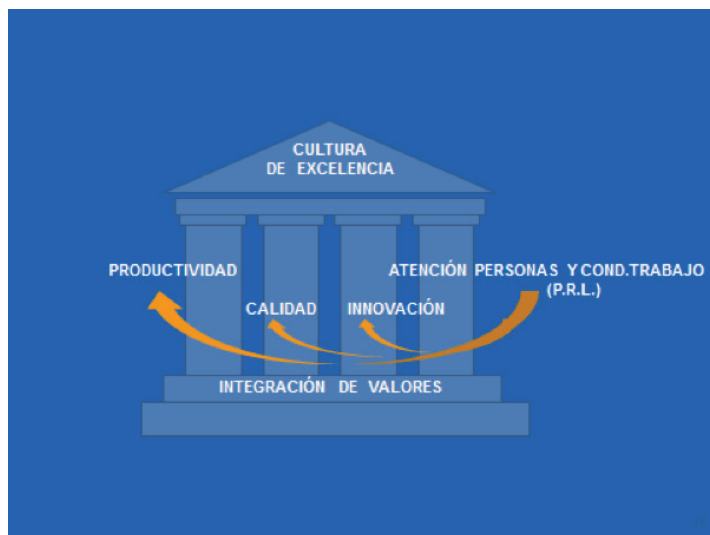 CULTURA
DE EXCELENCIA
PRODUCTIVIDAD
ATENCIÓN PERSONAS Y COND.TRABAJO
(P.R.L.)
CALIDAD
INNOVACIÓN
INTEGRACIÓN DE VALORES